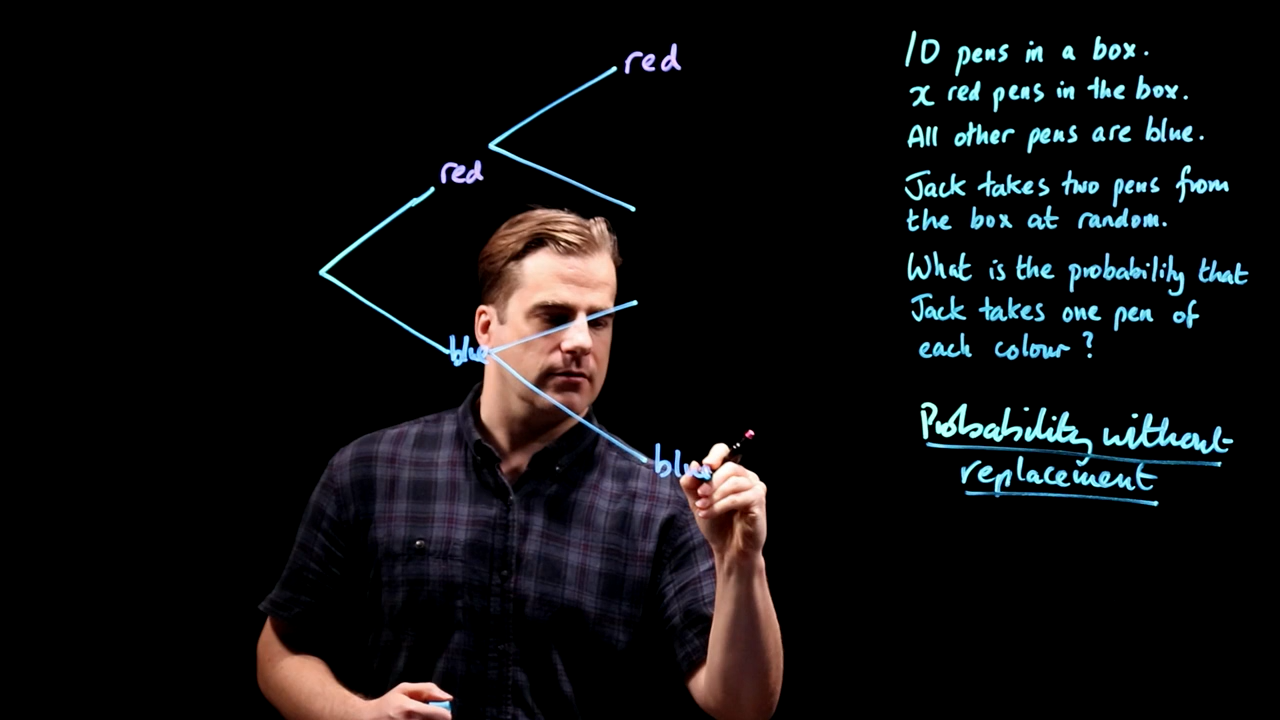 red
red
blue
blue
10 pens in a box.
x red pens in the box.
All other pens are blue.
Jack takes two pens from
the box at random.
What is the probability that
Jack takes one pen of
each colour?
Probability without
replacement